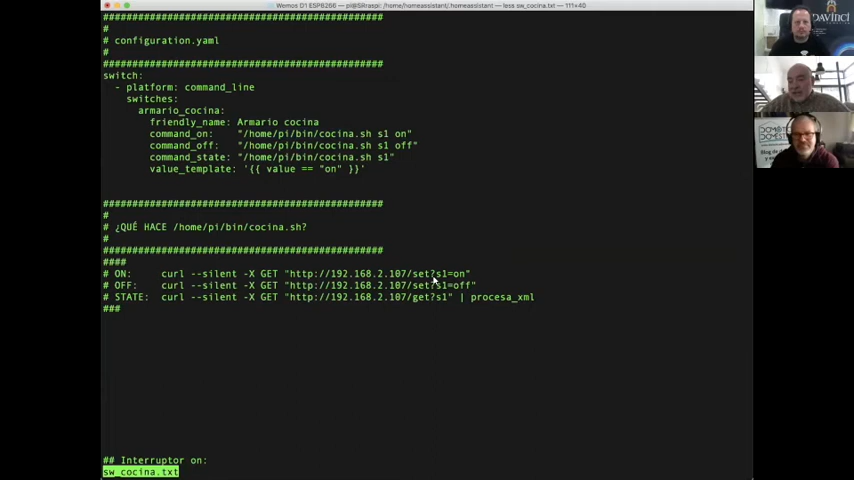 Wemos D1 ESP8266 — pi@SRraspi: /home/homeassistant/.homeassistant — less sw_cocina.txt — 111×40
################################################
#
# configuration.yaml
#
################################################
switch:
- platform: command_line
switches:
armario_cocina:
friendly_name: Armario cocina
command_on: "/home/pi/bin/cocina.sh s1 on"
command_off: "/home/pi/bin/cocina.sh s1 off"
command_state: "/home/pi/bin/cocina.sh s1"
value_template: '{{ value == "on" }}'
################################################
#
# ¿QUÉ HACE /home/pi/bin/cocina.sh?
#
################################################
####
# ON: curl --silent -X GET "http://192.168.2.107/set?s1=on"
# OFF: curl --silent -X GET "http://192.168.2.107/set?s1=off"
# STATE: curl --silent -X GET "http://192.168.2.107/get?s1" | procesa_xml
###
## Interruptor on:
sw_cocina.txt
DAVINCI